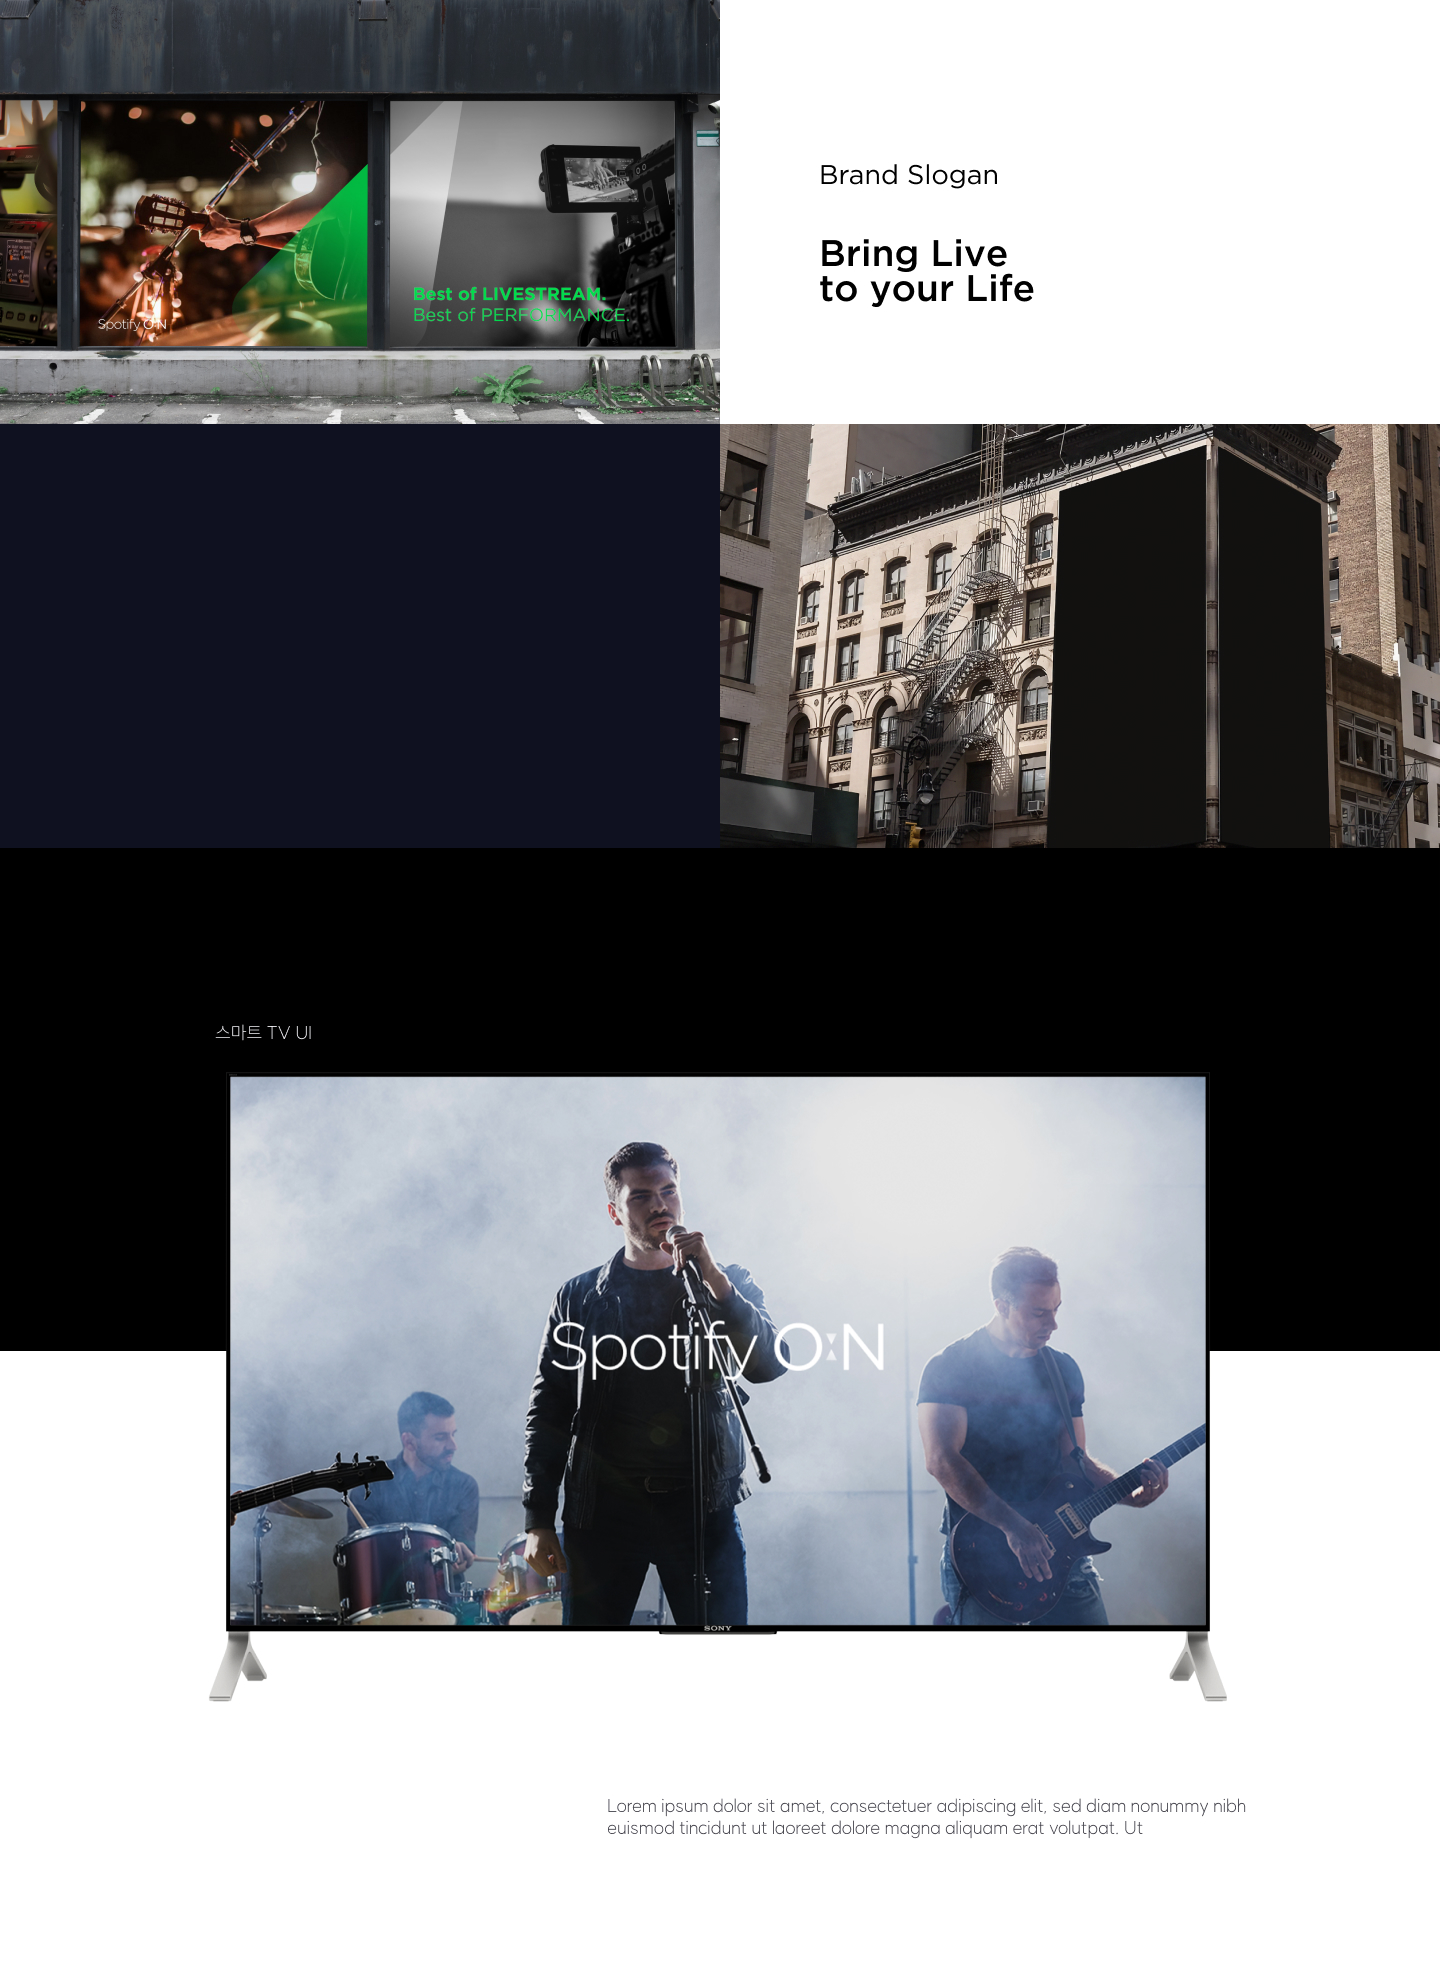 Spotify O:N
Best of LIVESTREAM.
Best of PERFORMANCE.
Brand Slogan
Bring Live
to your Life
스마트 TV UI
Spotify O:N
SONY
Lorem ipsum dolor sit amet, consectetuer adipiscing elit, sed diam nonummy nibh
euismod tincidunt ut laoreet dolore magna aliquam erat volutpat. Ut